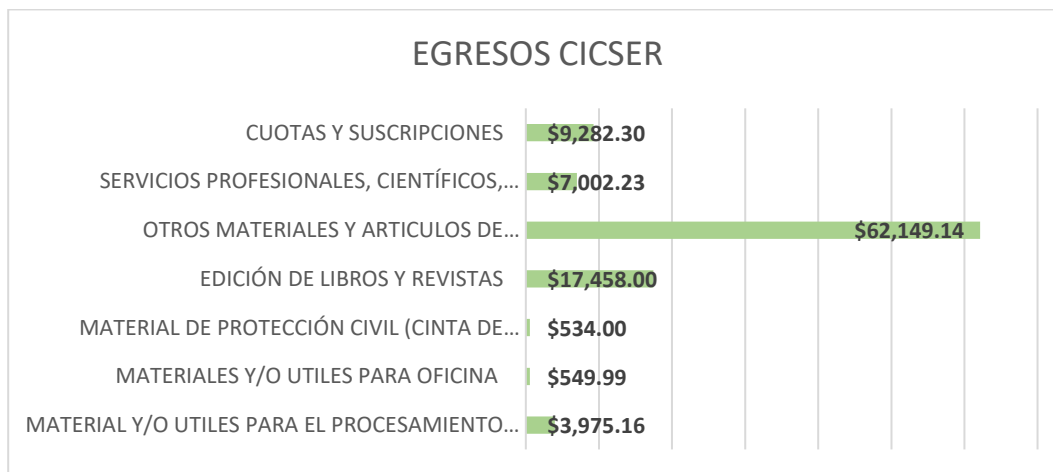 EGRESOS CICSER
CUOTAS Y SUSCRIPCIONES $9,282.30
SERVICIOS PROFESIONALES, CIENTÍFICOS,... $7,002.23
OTROS MATERIALES Y ARTICULOS DE... $62,149.14
EDICIÓN DE LIBROS Y REVISTAS $17,458.00
MATERIAL DE PROTECCIÓN CIVIL (CINTA DE... $534.00
MATERIALES Y/O UTILES PARA OFICINA $549.99
MATERIAL Y/O UTILES PARA EL PROCESAMIENTO... $3,975.16